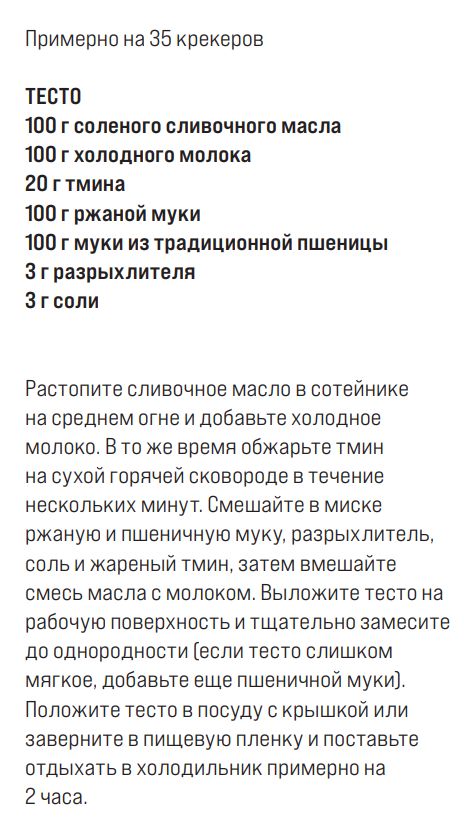 Примерно на 35 крекеров
ТЕСТО
100 г соленого сливочного масла
100 г холодного молока
20 г тмина
100 г ржаной муки
100 г муки из традиционной пшеницы
3 г разрыхлителя
3 г соли
Растопите сливочное масло в сотейнике
на среднем огне и добавьте холодное
молоко. В то же время обжарьте тмин
на сухой горячей сковороде в течение
нескольких минут. Смешайте в миске
ржаную и пшеничную муку, разрыхлитель,
соль и жареный тмин, затем вмешайте
смесь масла с молоком. Выложите тесто на
рабочую поверхность и тщательно замесите
до однородности (если тесто слишком
мягкое, добавьте еще пшеничной муки).
Положите тесто в посуду с крышкой или
заверните в пищевую пленку и поставьте
отдыхать в холодильник примерно на
2 часа.